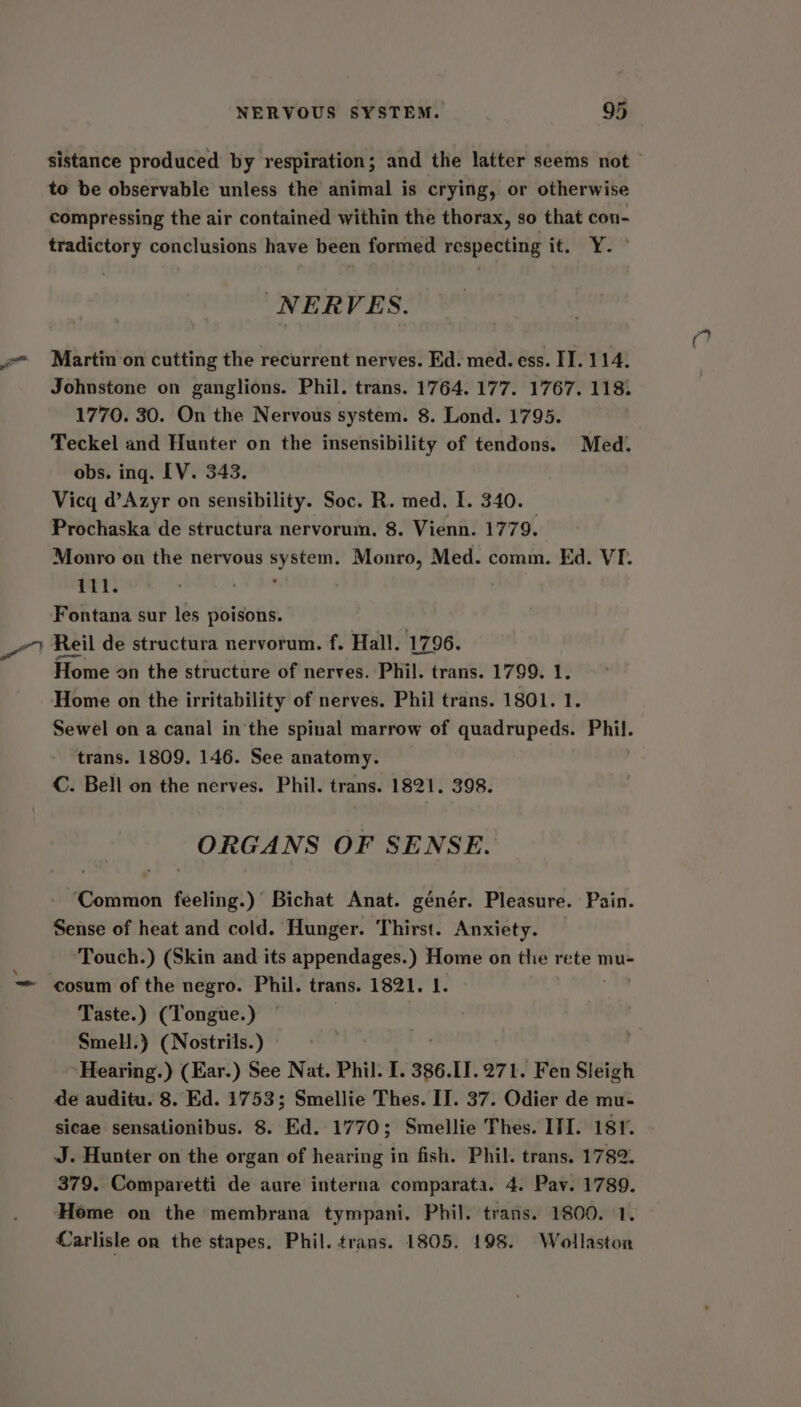 NERVOUS SYSTEM. 95
sistance produced by respiration; and the latter seems not
to be observable unless the animal is crying, or otherwise
compressing the air contained within the thorax, so that con-
tradictory conclusions have been formed respecting it. Y.
NERVES.
Martin on cutting the recurrent nerves. Ed. med. ess. II. 114.
Johnstone on ganglions. Phil. trans. 1764. 177. 1767. 118.
1770. 30. On the Nervous system. 8. Lond. 1795.
Teckel and Hunter on the insensibility of tendons. Med.
obs. inq. IV. 343.
Vicq d'Azyr on sensibility. Soc. R. med. I. 340.
Prochaska de structura nervorum. 8. Vienn. 1779.
Monro on the nervous system. Monro, Med. comm. Ed. VI.
111.
Fontana sur les poisons.
Reil de structura nervorum. f. Hall. 1796.
Home on the structure of nerves. Phil. trans. 1799. 1.
Home on the irritability of nerves. Phil trans. 1801. 1.
Sewel on a canal in the spinal marrow of quadrupeds. Phil.
trans. 1809. 146. See anatomy.
C. Bell on the nerves. Phil. trans. 1821. 398.
ORGANS OF SENSE.
Common feeling.) Bichat Anat. génér. Pleasure. Pain.
Sense of heat and cold. Hunger. Thirst. Anxiety.
Touch.) (Skin and its appendages.) Home on the rete mu-
cosum of the negro. Phil. trans. 1821. 1.
Taste.) (Tongue.)
Smell.) (Nostrils.)
Hearing.) (Ear.) See Nat. Phil. I. 386. II. 271. Fen Sleigh
de auditu. 8. Ed. 1753; Smellie Thes. II. 37. Odier de mu-
sicae sensationibus. 8. Ed. 1770; Smellie Thes. III. 181.
J. Hunter on the organ of hearing in fish. Phil. trans. 1782.
379. Comparetti de aure interna comparata. 4. Pav. 1789.
Home on the membrana tympani. Phil. trans. 1800. 1.
Carlisle on the stapes. Phil. trans. 1805. 198. Wollaston